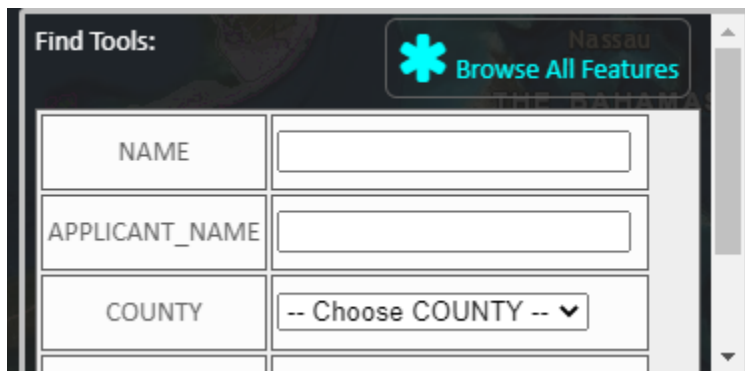 Find Tools:
Nassau
Browse All Features
THE BAHAMAS
NAME
APPLICANT_NAME
COUNTY
-- Choose COUNTY --